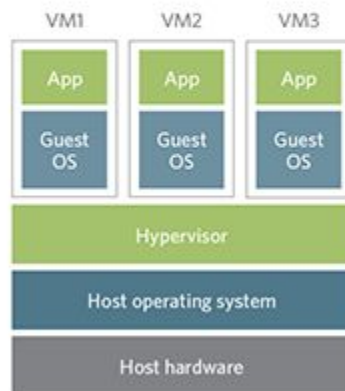 VM1 VM2 VM3
App App App
Guest OS Guest OS Guest OS
Hypervisor
Host operating system
Host hardware